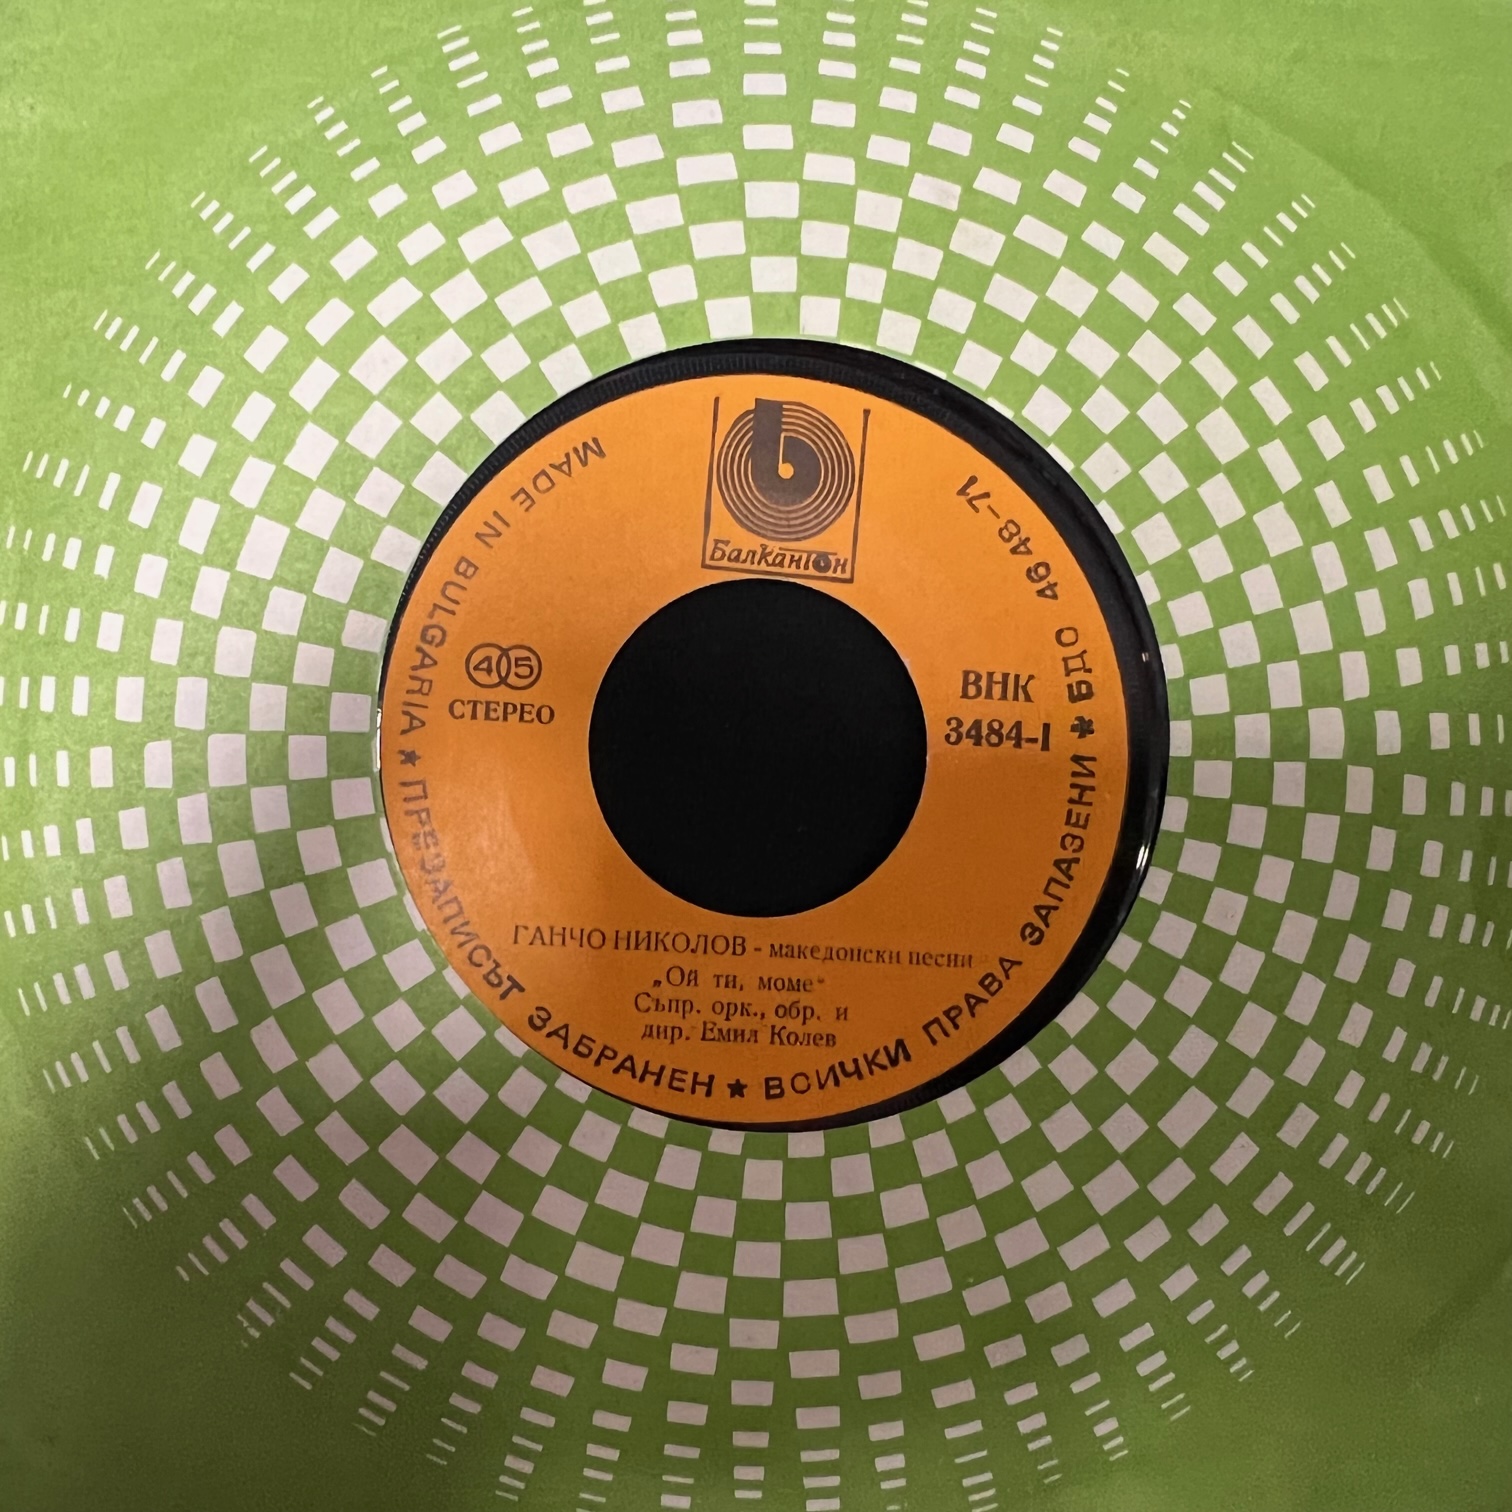 Балкантон
45
СТЕРЕО
ВНК
3484-I
ГАНЧО НИКОЛОВ - македонски песни
„Ой ти, моме“
Съпр. орк., обр. и
дир. Емил Колев
MADE IN BULGARIA ★ ПРЕЗАПИСЪТ ЗАБРАНЕН ★ ВСИЧКИ ПРАВА ЗАПАЗЕНИ ★ БДС 4648-71